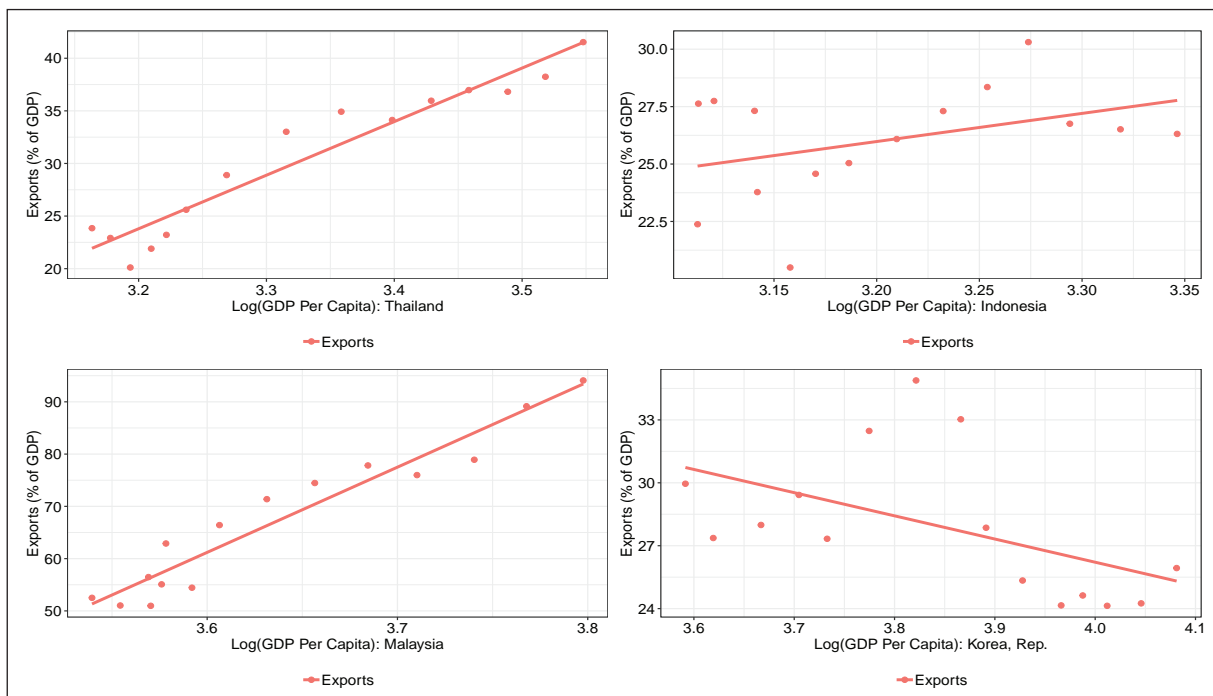 Exports (% of GDP)
40
35
30
25
20
3.2 3.3 3.4 3.5
Log(GDP Per Capita): Thailand
Exports
Exports (% of GDP)
30.0
27.5
25.0
22.5
3.15 3.20 3.25 3.30 3.35
Log(GDP Per Capita): Indonesia
Exports
Exports (% of GDP)
90
80
70
60
50
3.6 3.7 3.8
Log(GDP Per Capita): Malaysia
Exports
Exports (% of GDP)
33
30
27
24
3.6 3.7 3.8 3.9 4.0 4.1
Log(GDP Per Capita): Korea, Rep.
Exports